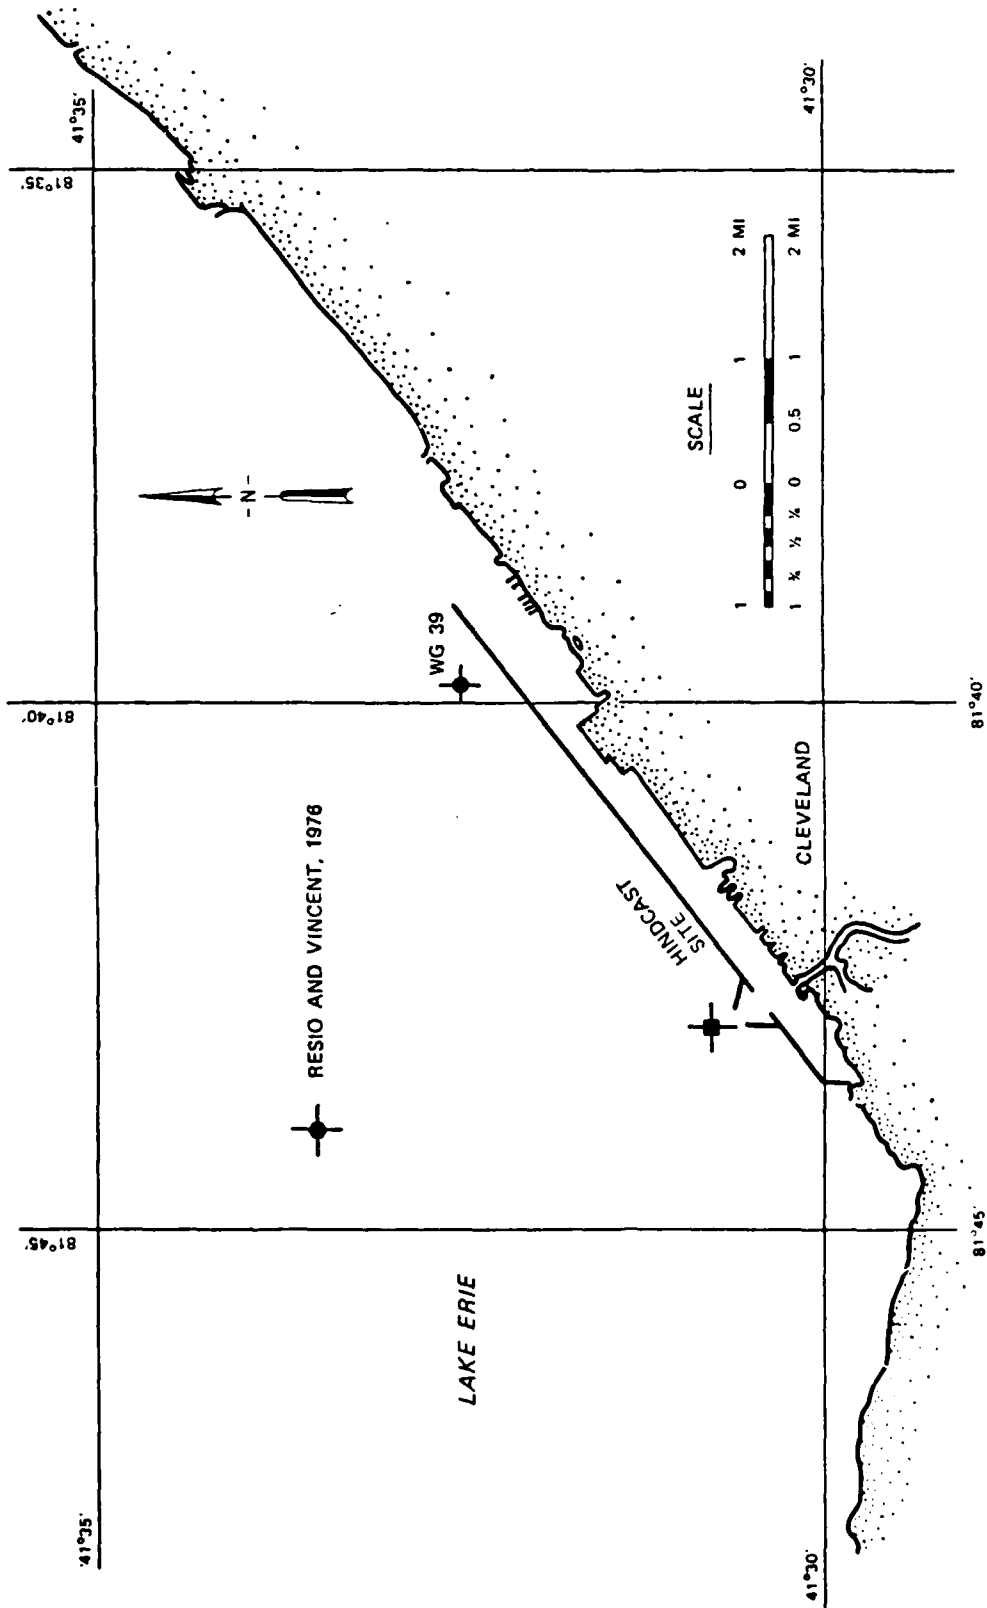 41°35'
81°45'
81°40'
81°35'
41°35'
-N-
RESIO AND VINCENT, 1976
WG 39
LAKE ERIE
HINDCAST
SITE
CLEVELAND
SCALE
1 0 1 2 MI
1 ¾ ½ ¼ 0 0.5 1 2 MI
41°30'
41°30'
81°45'
81°40'